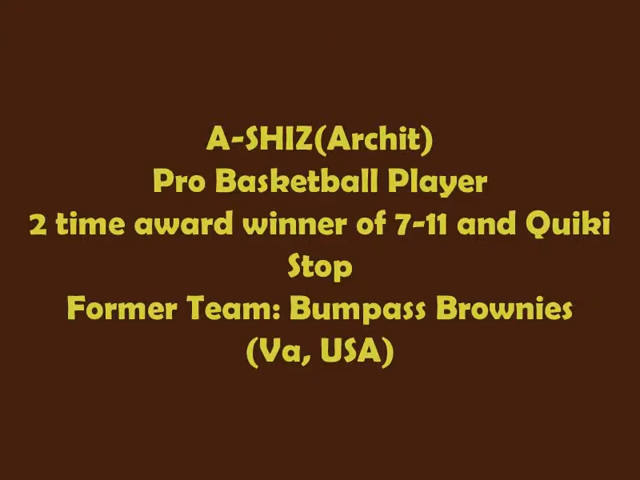 A-SHIZ(Archit)
Pro Basketball Player
2 time award winner of 7-11 and Quiki
Stop
Former Team: Bumpass Brownies
(Va, USA)